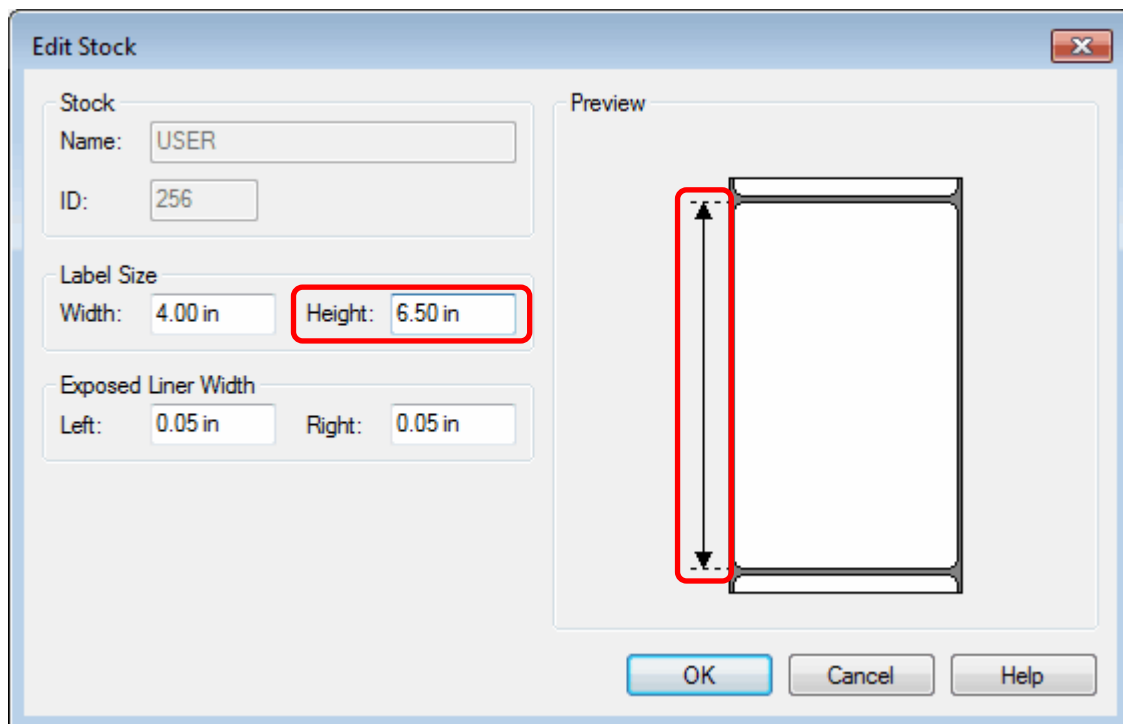 Edit Stock
Stock
Name: USER
ID: 256
Label Size
Width: 4.00 in Height: 6.50 in
Exposed Liner Width
Left: 0.05 in Right: 0.05 in
Preview
OK Cancel Help